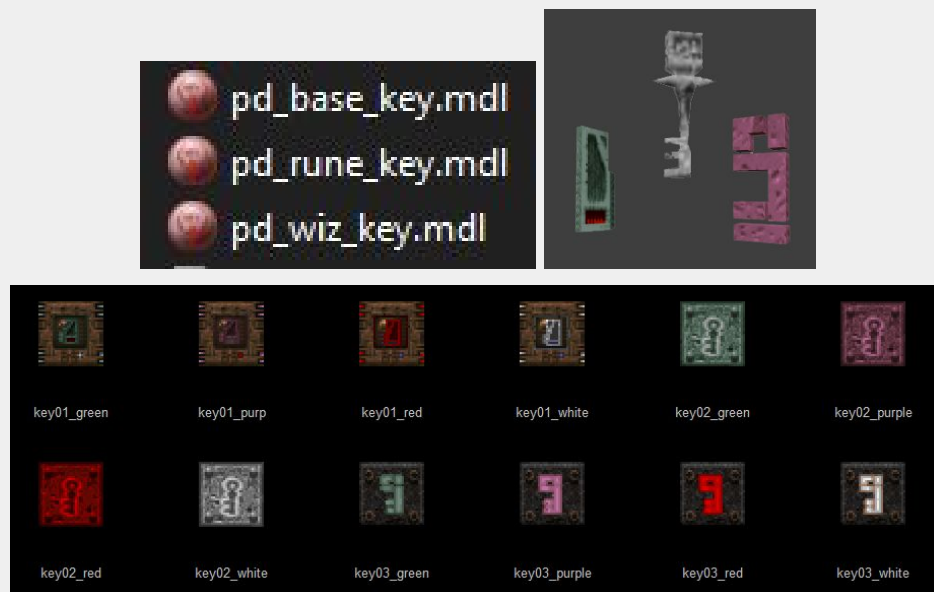 pd_base_key.mdl
pd_rune_key.mdl
pd_wiz_key.mdl
key01_green key01_purp key01_red key01_white key02_green key02_purple
key02_red key02_white key03_green key03_purple key03_red key03_white